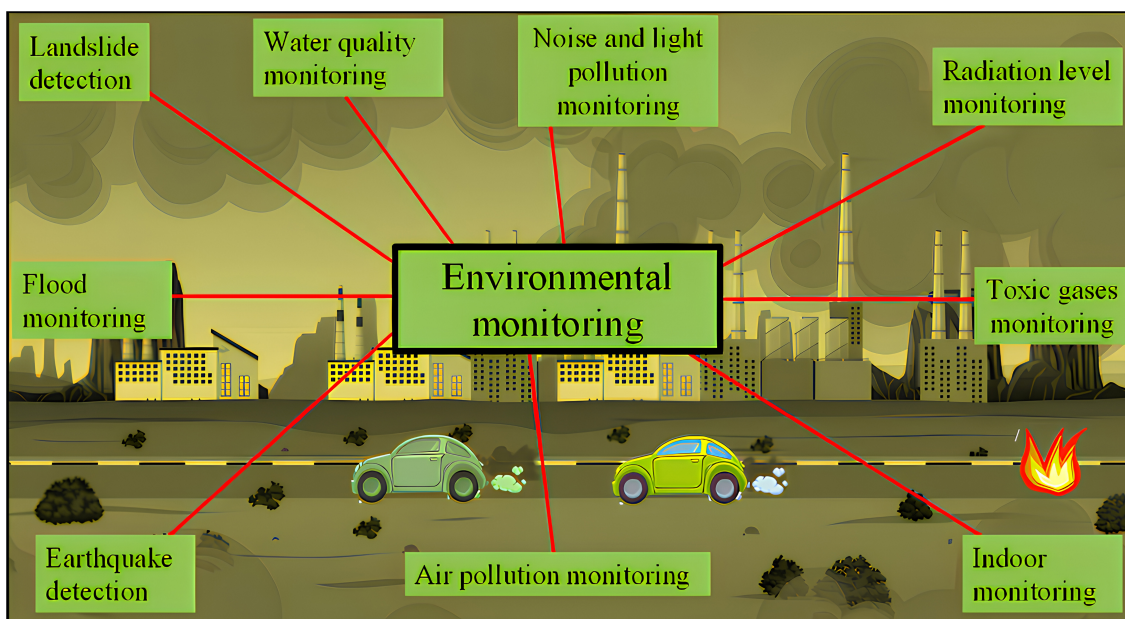 Landslide
detection
Water quality
monitoring
Noise and light
pollution
monitoring
Radiation level
monitoring
Flood
monitoring
Environmental
monitoring
Toxic gases
monitoring
Earthquake
detection
Air pollution monitoring
Indoor
monitoring